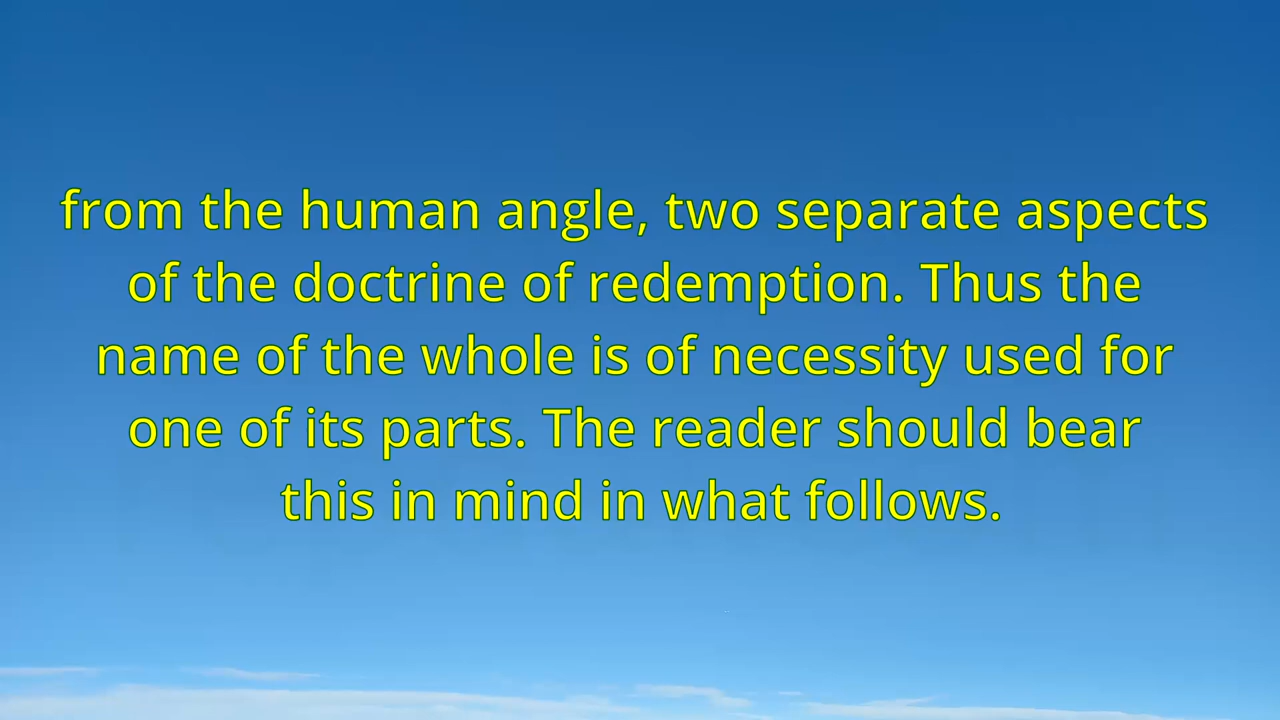 from the human angle, two separate aspects
of the doctrine of redemption. Thus the
name of the whole is of necessity used for
one of its parts. The reader should bear
this in mind in what follows.